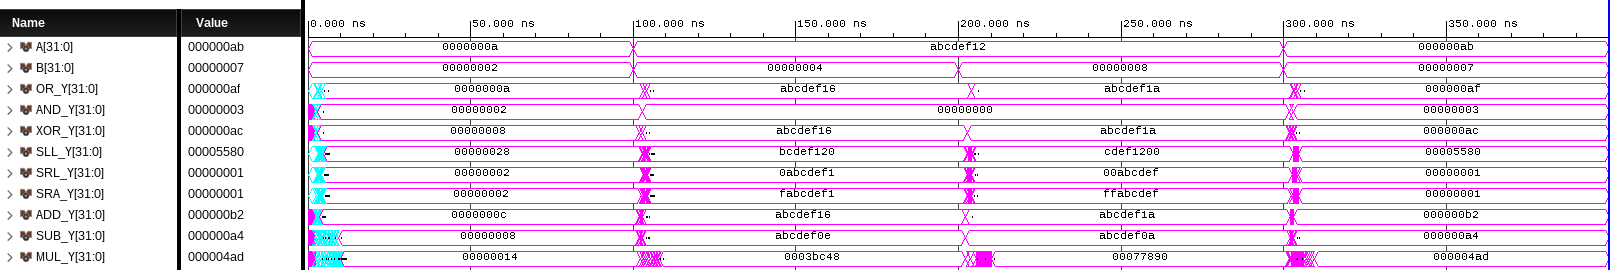 Name Value 0.000 ns 50.000 ns 100.000 ns 150.000 ns 200.000 ns 250.000 ns 300.000 ns 350.000 ns
A[31:0] 000000ab 0000000a abcdef12 000000ab
B[31:0] 00000007 00000002 00000004 00000008 00000007
OR_Y[31:0] 000000af 0000000a abcdef16 abcdef1a 000000af
AND_Y[31:0] 00000003 00000002 00000000 00000003
XOR_Y[31:0] 000000ac 00000008 abcdef16 abcdef1a 000000ac
SLL_Y[31:0] 00005580 00000028 bcdef120 cdef1200 00005580
SRL_Y[31:0] 00000001 00000002 0abcdef1 00abcdef 00000001
SRA_Y[31:0] 00000001 00000002 fabcdef1 ffabcdef 00000001
ADD_Y[31:0] 000000b2 0000000c abcdef16 abcdef1a 000000b2
SUB_Y[31:0] 000000a4 00000008 abcdef0e abcdef0a 000000a4
MUL_Y[31:0] 000004ad 00000014 0003bc48 00077890 000004ad